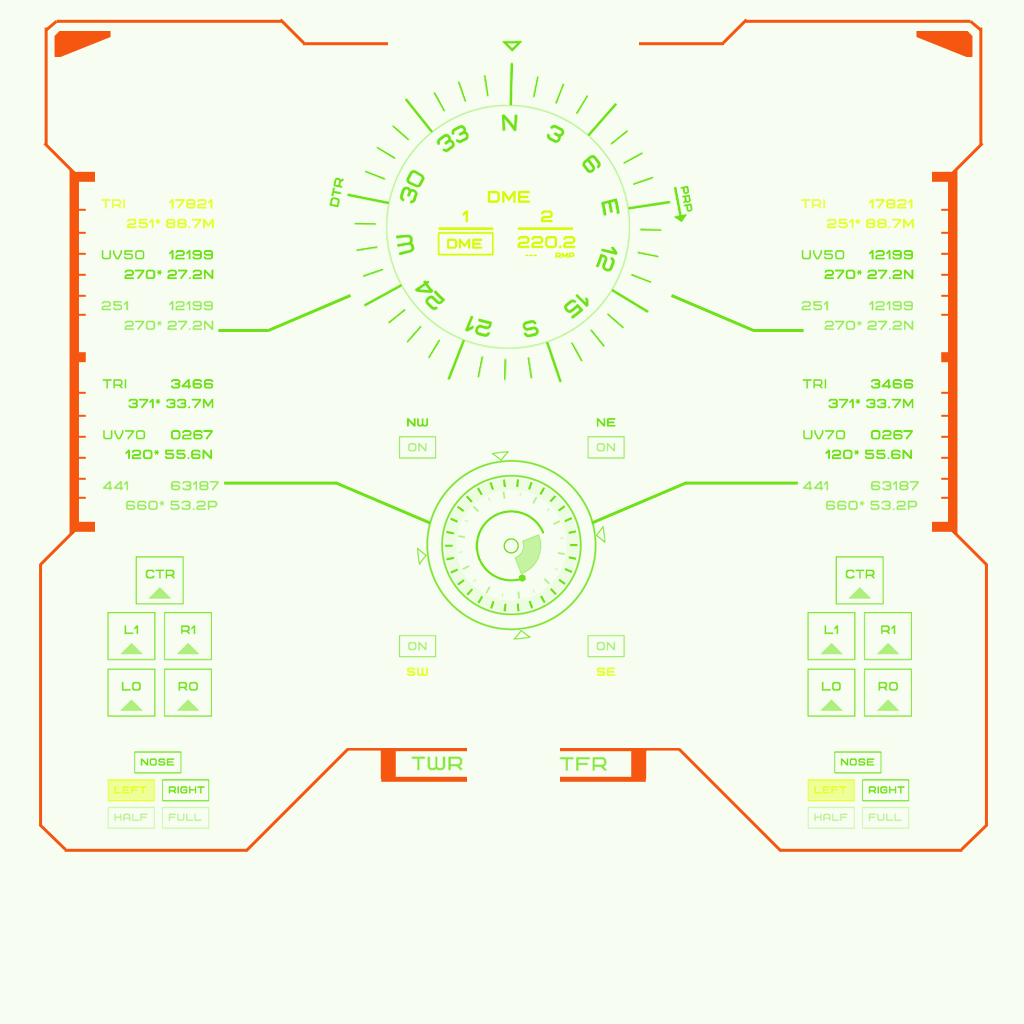 N
33 3
30 6
DTR E PRP
W 12
24 15
21 S
DME
1 2
DME 220.2
--- RMR
TRI 17821
251* 88.7M
UV50 12199
270* 27.2N
251 12199
270* 27.2N
TRI 3466
371* 33.7M
UV70 0267
120* 55.6N
441 63187
660* 53.2P
TRI 17821
251* 88.7M
UV50 12199
270* 27.2N
251 12199
270* 27.2N
TRI 3466
371* 33.7M
UV70 0267
120* 55.6N
441 63187
660* 53.2P
NW NE
ON ON
ON ON
SW SE
CTR
L1 R1
LO RO
NOSE
LEFT RIGHT
HALF FULL
CTR
L1 R1
LO RO
NOSE
LEFT RIGHT
HALF FULL
TWR TFR